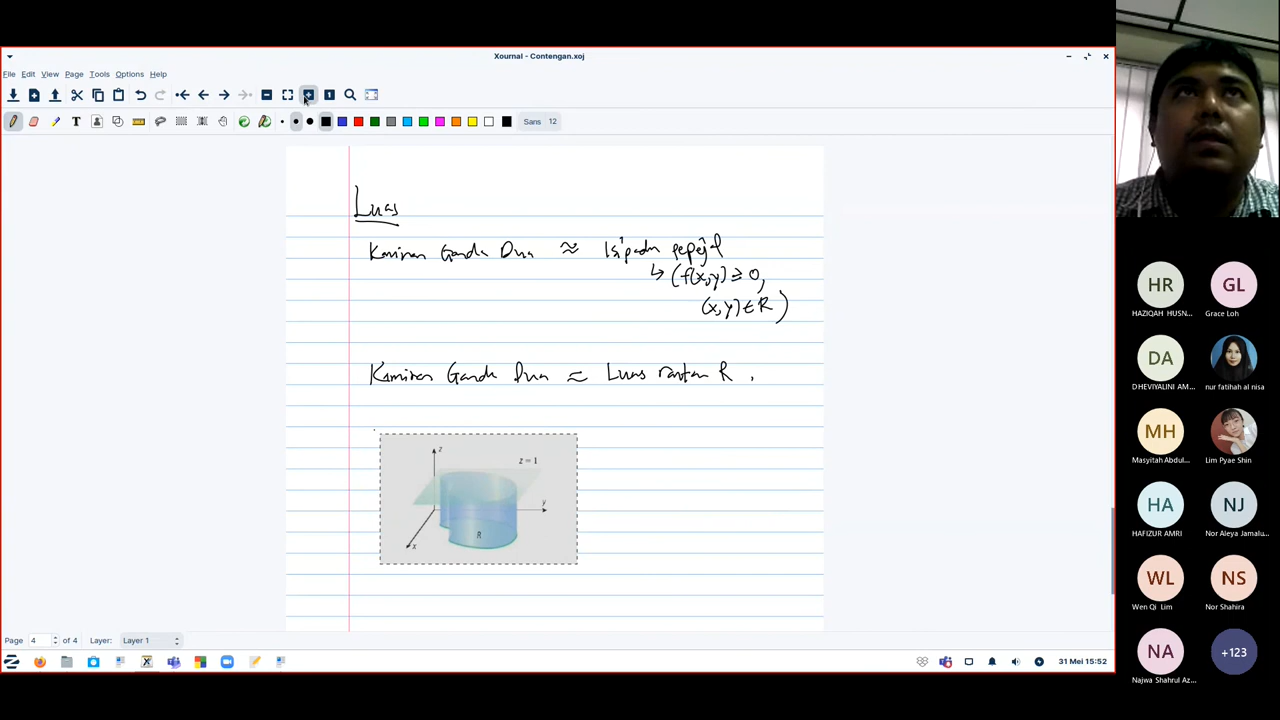 Xournal - Contengan.xoj
File Edit View Page Tools Options Help
Sans 12
Luas
Kamiran Ganda Dua ≈ Isipadu pepejal
↳ (f(x,y) ≥ 0,
(x,y) ∈ R)
Kamiran Ganda Dua ≈ Luas rantau R.
z
z = 1
y
R
x
Page 4 of 4 Layer: Layer 1
31 Mei 15:52
HR GL
HAZIQAH HUSN... Grace Loh
DA
DHEVIYALINI AM... nur fatihah al nisa
MH
Masyitah Abdul... Lim Pyae Shin
HA NJ
HAFIZUR AMRI Nor Aleya Jamalu...
WL NS
Wen Qi Lim Nor Shahira
NA +123
Najwa Shahrul Az...